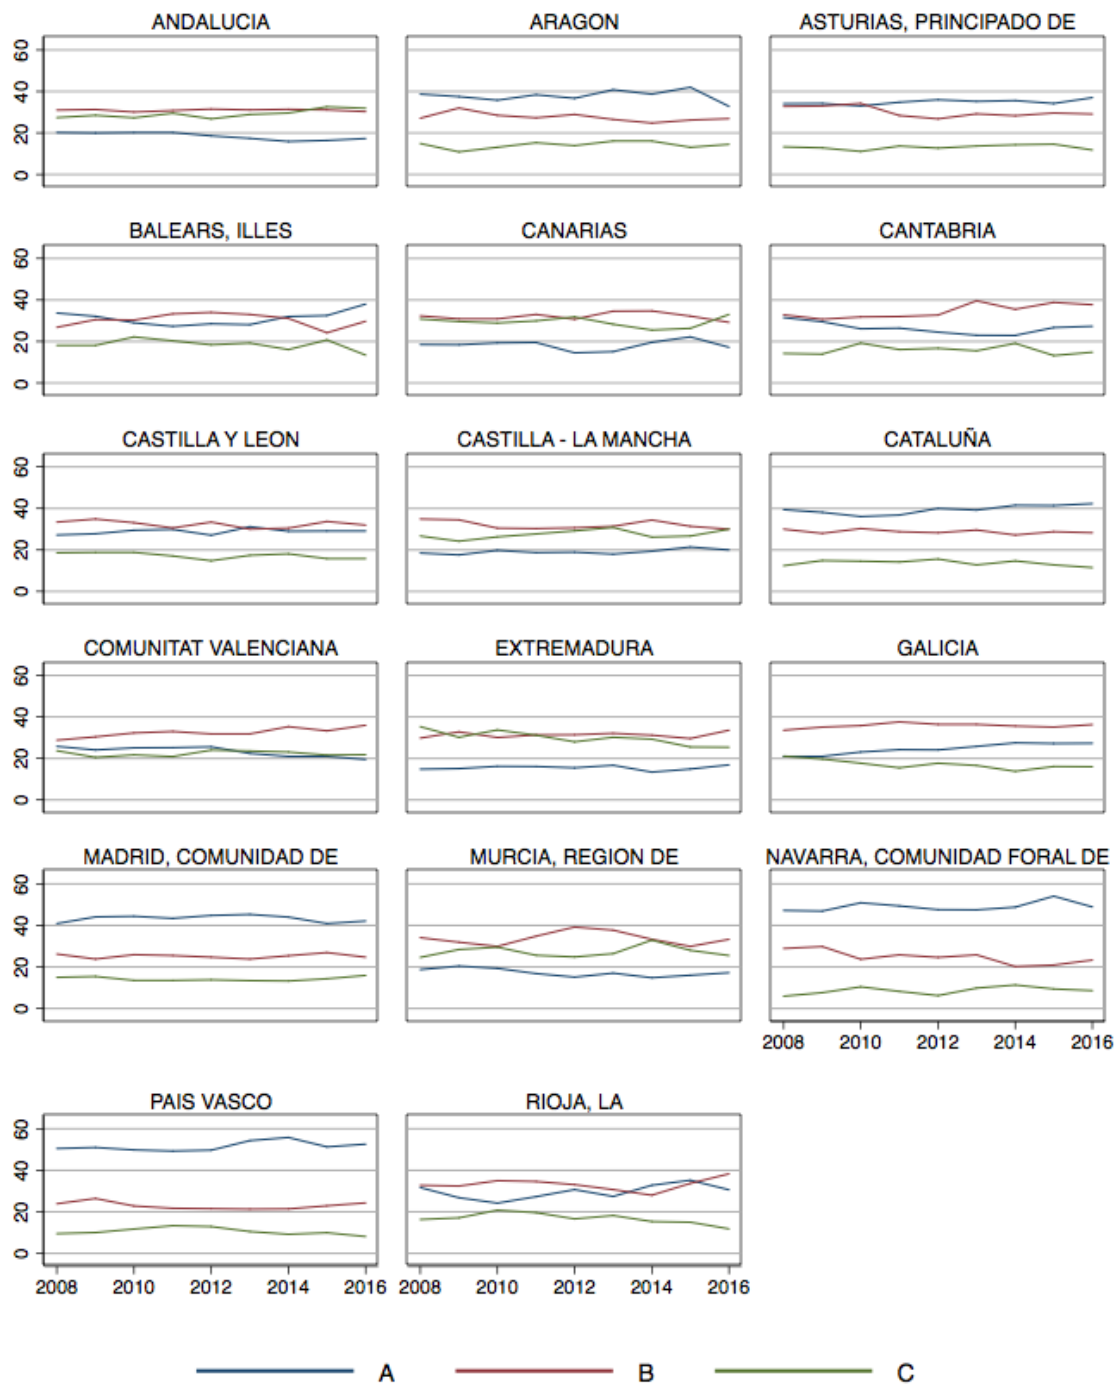 ANDALUCIA ARAGON ASTURIAS, PRINCIPADO DE
60
40
20
0
BALEARS, ILLES CANARIAS CANTABRIA
60
40
20
0
CASTILLA Y LEON CASTILLA - LA MANCHA CATALUÑA
60
40
20
0
COMUNITAT VALENCIANA EXTREMADURA GALICIA
60
40
20
0
MADRID, COMUNIDAD DE MURCIA, REGION DE NAVARRA, COMUNIDAD FORAL DE
60
40
20
0
2008 2010 2012 2014 2016
PAIS VASCO RIOJA, LA
60
40
20
0
2008 2010 2012 2014 2016 2008 2010 2012 2014 2016
A B C